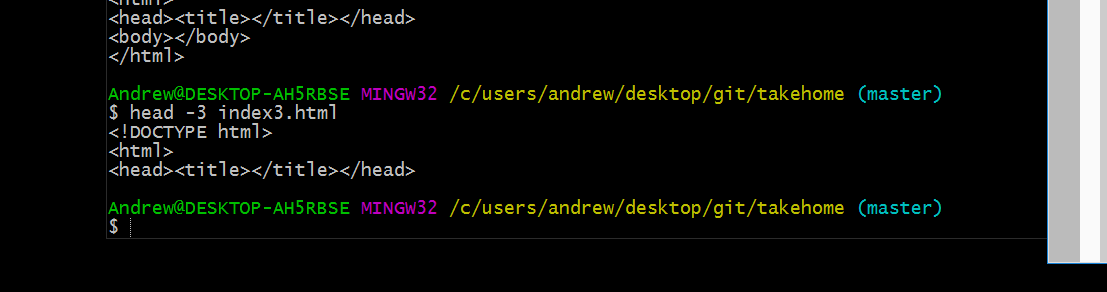 <html>
<head><title></title></head>
<body></body>
</html>
Andrew@DESKTOP-AH5RBSE MINGW32 /c/users/andrew/desktop/git/takehome (master)
$ head -3 index3.html
<!DOCTYPE html>
<html>
<head><title></title></head>
Andrew@DESKTOP-AH5RBSE MINGW32 /c/users/andrew/desktop/git/takehome (master)
$